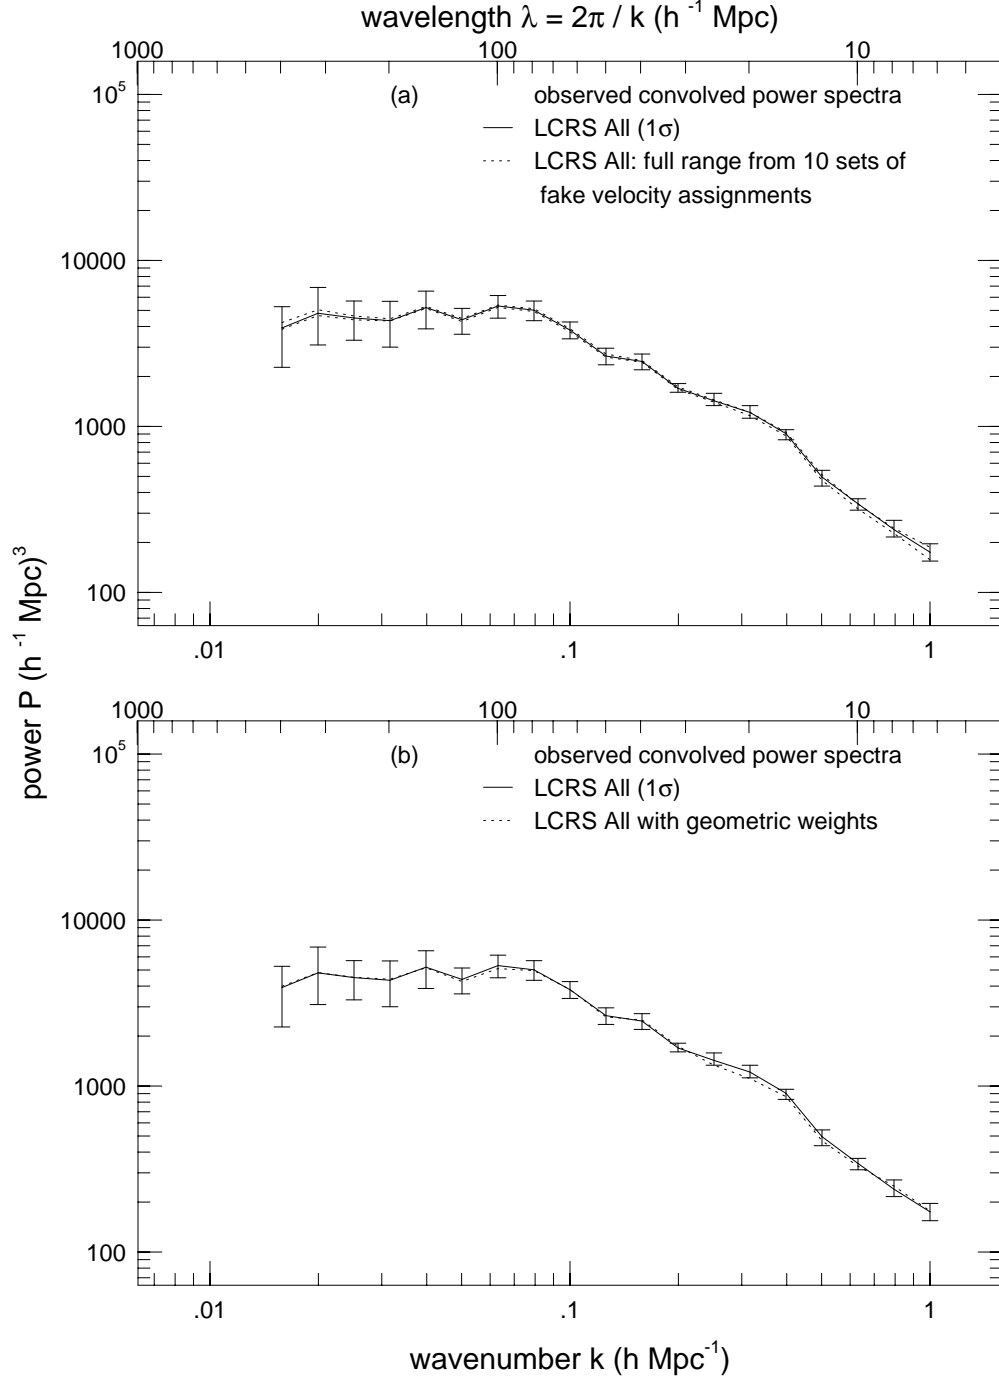 wavelength λ = 2π / k (h⁻¹ Mpc)
1000 100 10
(a) observed convolved power spectra
LCRS All (1σ)
LCRS All: full range from 10 sets of
fake velocity assignments
10⁵
10000
1000
100
.01 .1 1
power P (h⁻¹ Mpc)³
1000 100 10
(b) observed convolved power spectra
LCRS All (1σ)
LCRS All with geometric weights
10⁵
10000
1000
100
.01 .1 1
wavenumber k (h Mpc⁻¹)